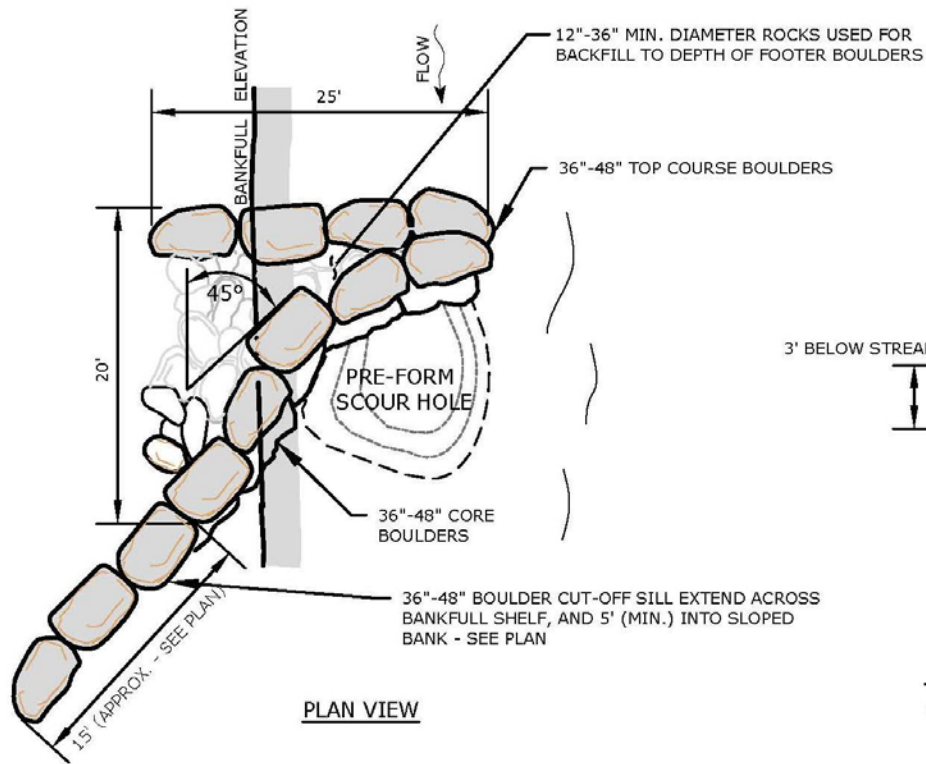 12"-36" MIN. DIAMETER ROCKS USED FOR
BACKFILL TO DEPTH OF FOOTER BOULDERS
FLOW
BANKFULL ELEVATION
25'
36"-48" TOP COURSE BOULDERS
45°
20'
PRE-FORM
SCOUR HOLE
3' BELOW STREA
36"-48" CORE
BOULDERS
36"-48" BOULDER CUT-OFF SILL EXTEND ACROSS
BANKFULL SHELF, AND 5' (MIN.) INTO SLOPED
BANK - SEE PLAN
15' (APPROX. - SEE PLAN)
PLAN VIEW